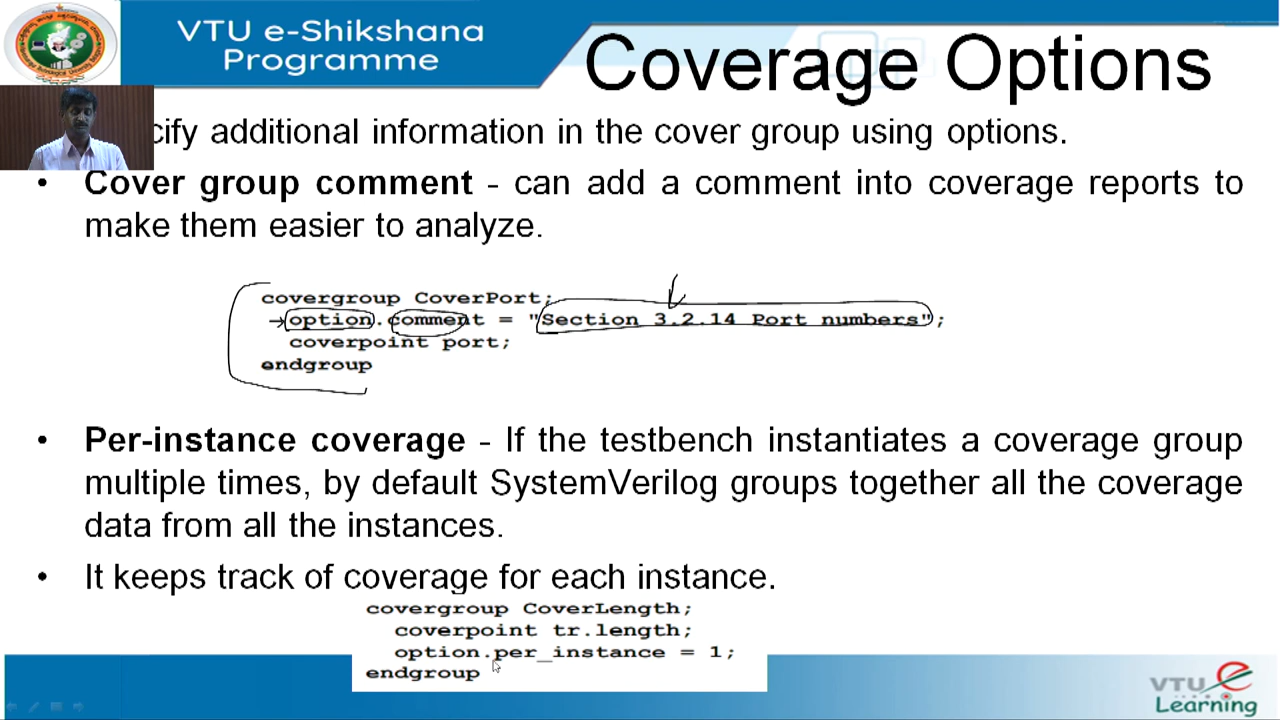 VTU e-Shikshana
Programme
Coverage Options
cify additional information in the cover group using options.
• Cover group comment - can add a comment into coverage reports to
make them easier to analyze.
covergroup CoverPort;
option.comment = "Section 3.2.14 Port numbers";
coverpoint port;
endgroup
• Per-instance coverage - If the testbench instantiates a coverage group
multiple times, by default SystemVerilog groups together all the coverage
data from all the instances.
• It keeps track of coverage for each instance.
covergroup CoverLength;
coverpoint tr.length;
option.per_instance = 1;
endgroup
VTU e
Learning